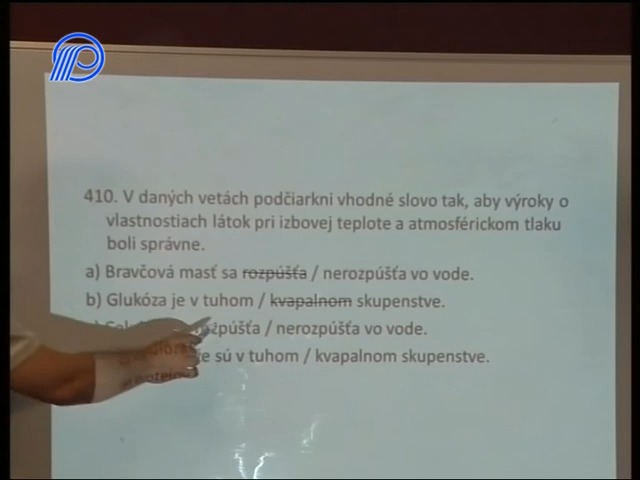 410. V daných vetách podčiarkni vhodné slovo tak, aby výroky o
vlastnostiach látok pri izbovej teplote a atmosférickom tlaku
boli správne.
a) Bravčová masť sa rozpúšťa / nerozpúšťa vo vode.
b) Glukóza je v tuhom / kvapalnom skupenstve.
/ nerozpúšťa vo vode.
sú v tuhom / kvapalnom skupenstve.